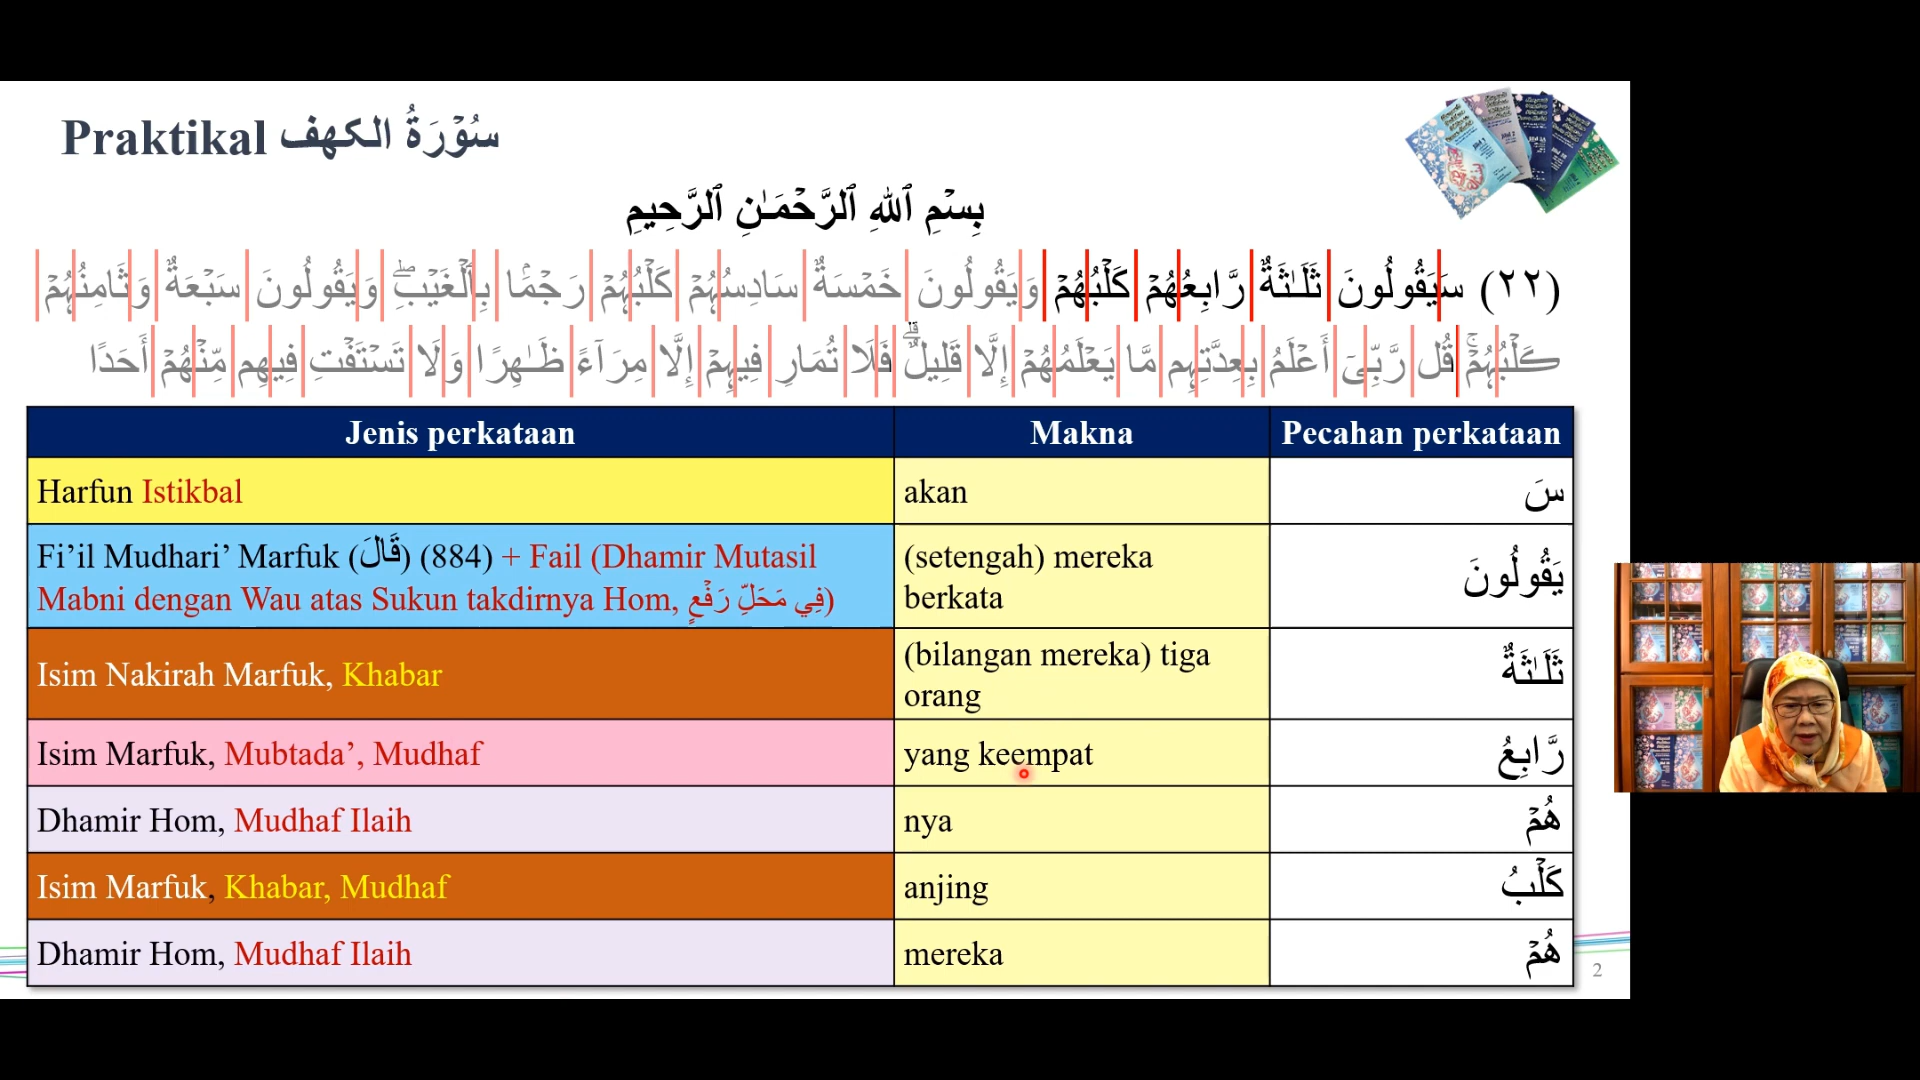 Praktikal سُوْرَةُ الكهف
بِسۡمِ ٱللهِ ٱلرَّحۡمَـٰنِ ٱلرَّحِيمِ
(٢٢) سَيَقُولُونَ ثَلَـٰثَةٌ رَّابِعُهُمۡ كَلۡبُهُمۡ وَيَقُولُونَ خَمۡسَةٌ سَادِسُهُمۡ كَلۡبُهُمۡ رَجۡمَۢا بِٱلۡغَيۡبِۖ وَيَقُولُونَ سَبۡعَةٌ وَثَامِنُهُمۡ
كَلۡبُهُمۡۚ قُل رَّبِّىٓ أَعۡلَمُ بِعِدَّتِهِم مَّا يَعۡلَمُهُمۡ إِلَّا قَلِيلٌۗ فَلَا تُمَارِ فِيهِمۡ إِلَّا مِرَآءً ظَـٰهِرًا وَلَا تَسۡتَفۡتِ فِيهِم مِّنۡهُمۡ أَحَدًا
Jenis perkataan Makna Pecahan perkataan
Harfun Istikbal akan سَ
Fi’il Mudhari’ Marfuk (قَالَ) (884) + Fail (Dhamir Mutasil
Mabni dengan Wau atas Sukun takdirnya Hom, فِي مَحَلِّ رَفْعٍ)
(setengah) mereka
berkata
يَقُولُونَ
Isim Nakirah Marfuk, Khabar
(bilangan mereka) tiga
orang
ثَلَـٰثَةٌ
Isim Marfuk, Mubtada’, Mudhaf yang keempat رَّابِعُ
Dhamir Hom, Mudhaf Ilaih nya هُمۡ
Isim Marfuk, Khabar, Mudhaf anjing كَلۡبُ
Dhamir Hom, Mudhaf Ilaih mereka هُمۡ
2